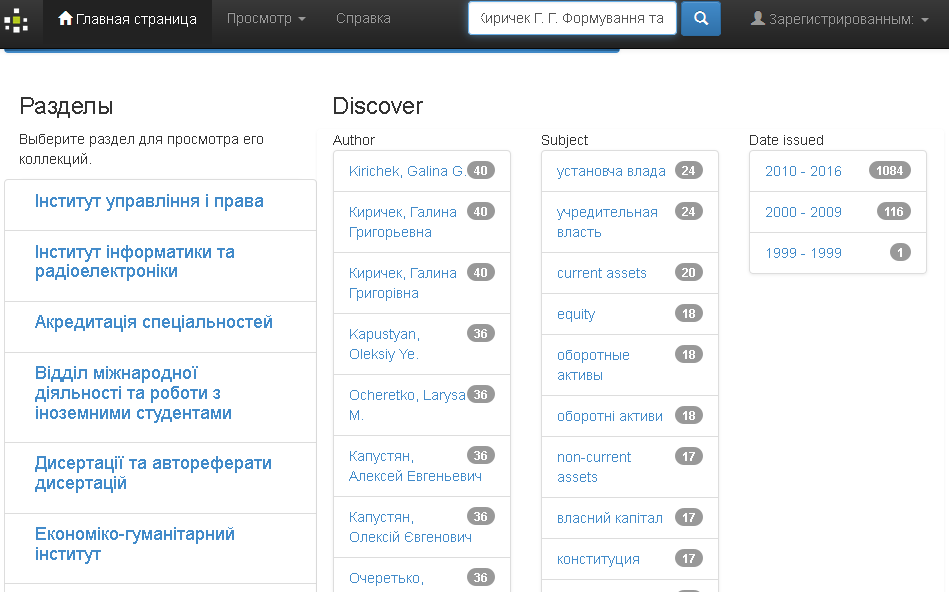 Главная страница
Просмотр
Справка
Киричек Г. Г. Формування та
Зарегистрированным:
Разделы
Выберите раздел для просмотра его
коллекций.
Інститут управління і права
Інститут інформатики та
радіоелектроніки
Акредитація спеціальностей
Відділ міжнародної
діяльності та роботи з
іноземними студентами
Дисертації та автореферати
дисертацій
Економіко-гуманітарний
інститут
Discover
Author
Kirichek, Galina G. 40
Киричек, Галина 40
Григорьевна
Киричек, Галина 40
Григорівна
Kapustyan, 36
Oleksiy Ye.
Ocheretko, Larysa 36
M.
Капустян, 36
Алексей Евгеньевич
Капустян, 36
Олексій Євгенович
Очеретько, 36
Subject
установча влада 24
учредительная 24
власть
current assets 20
equity 18
оборотные 18
активы
оборотні активи 18
non-current 17
assets
власний капітал 17
конституция 17
Date issued
2010 - 2016 1084
2000 - 2009 116
1999 - 1999 1